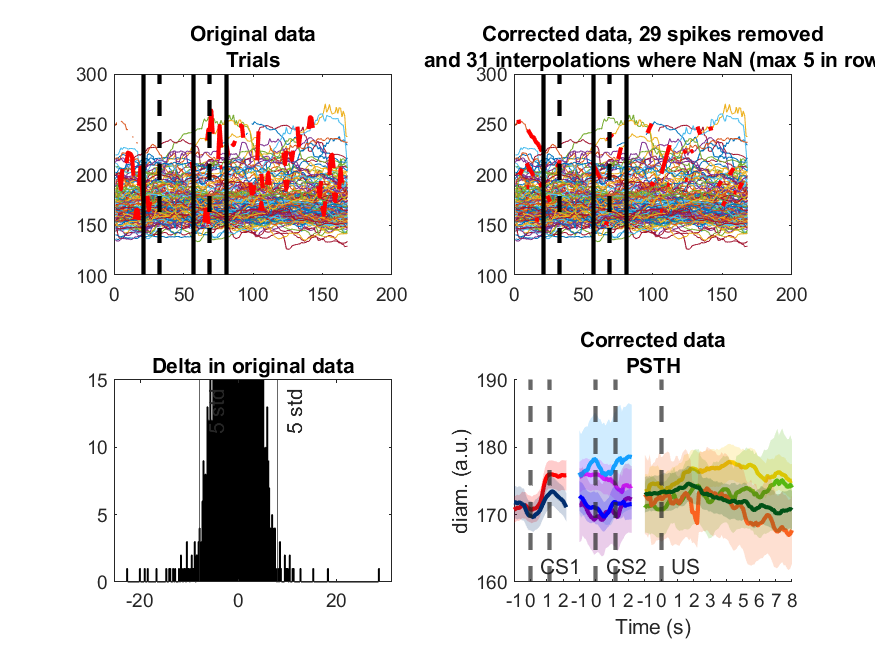 Original data
Trials
300
250
200
150
100
0 50 100 150 200
Corrected data, 29 spikes removed
and 31 interpolations where NaN (max 5 in row
300
250
200
150
100
0 50 100 150 200
Delta in original data
15
10
5
0
-20 0 20
5 std
5 std
Corrected data
PSTH
190
180
170
160
diam. (a.u.)
CS1 CS2 US
-1 0 1 2 -1 0 1 2 -1 0 1 2 3 4 5 6 7 8
Time (s)